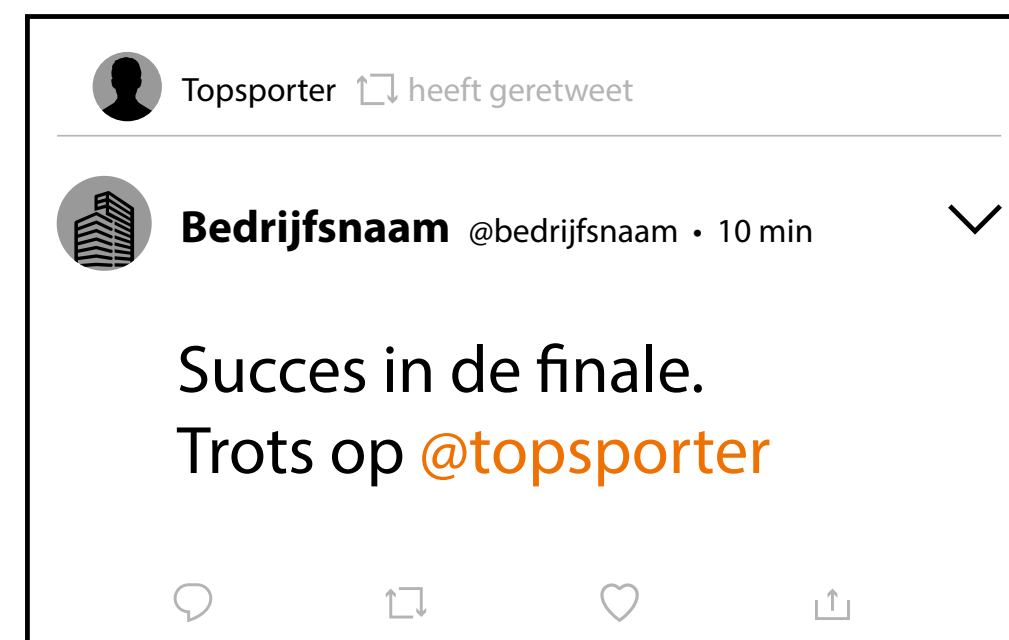 Topsporter heeft geretweet
Bedrijfsnaam @bedrijfsnaam • 10 min
Succes in de finale.
Trots op @topsporter